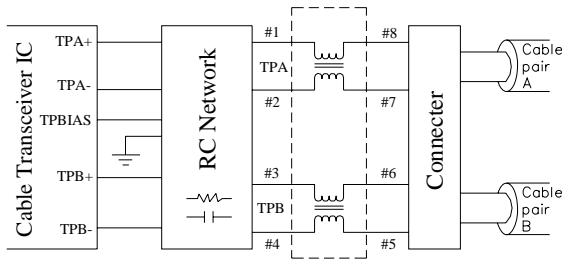 Cable Transceiver IC
TPA+
TPA-
TPBIAS
TPB+
TPB-
RC Network
#1
TPA
#2
#3
TPB
#4
#8
#7
#6
#5
Connecter
Cable
pair
A
Cable
pair
B